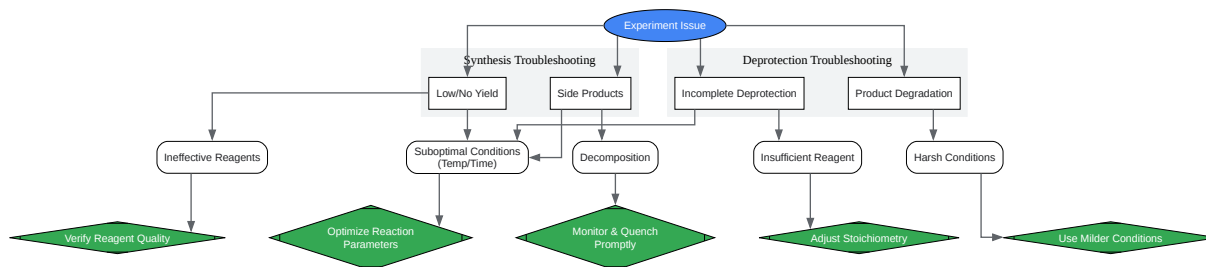 Experiment Issue
Synthesis Troubleshooting
Deprotection Troubleshooting
Low/No Yield
Side Products
Incomplete Deprotection
Product Degradation
Ineffective Reagents
Suboptimal Conditions
(Temp/Time)
Decomposition
Insufficient Reagent
Harsh Conditions
Verify Reagent Quality
Optimize Reaction
Parameters
Monitor & Quench
Promptly
Adjust Stoichiometry
Use Milder Conditions